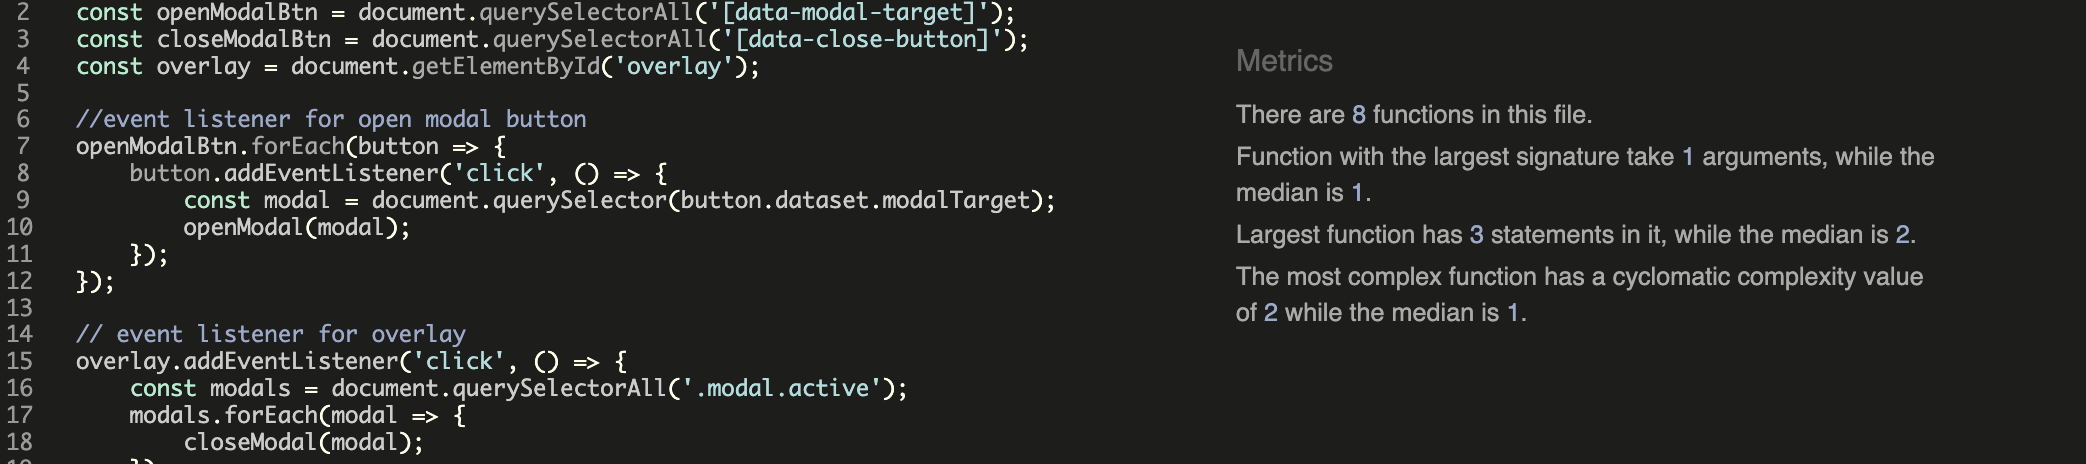 2 const openModalBtn = document.querySelectorAll('[data-modal-target]');
3 const closeModalBtn = document.querySelectorAll('[data-close-button]');
4 const overlay = document.getElementById('overlay');
5
6 //event listener for open modal button
7 openModalBtn.forEach(button => {
8 button.addEventListener('click', () => {
9 const modal = document.querySelector(button.dataset.modalTarget);
10 openModal(modal);
11 });
12 });
13
14 // event listener for overlay
15 overlay.addEventListener('click', () => {
16 const modals = document.querySelectorAll('.modal.active');
17 modals.forEach(modal => {
18 closeModal(modal);
Metrics
There are 8 functions in this file.
Function with the largest signature take 1 arguments, while the
median is 1.
Largest function has 3 statements in it, while the median is 2.
The most complex function has a cyclomatic complexity value
of 2 while the median is 1.